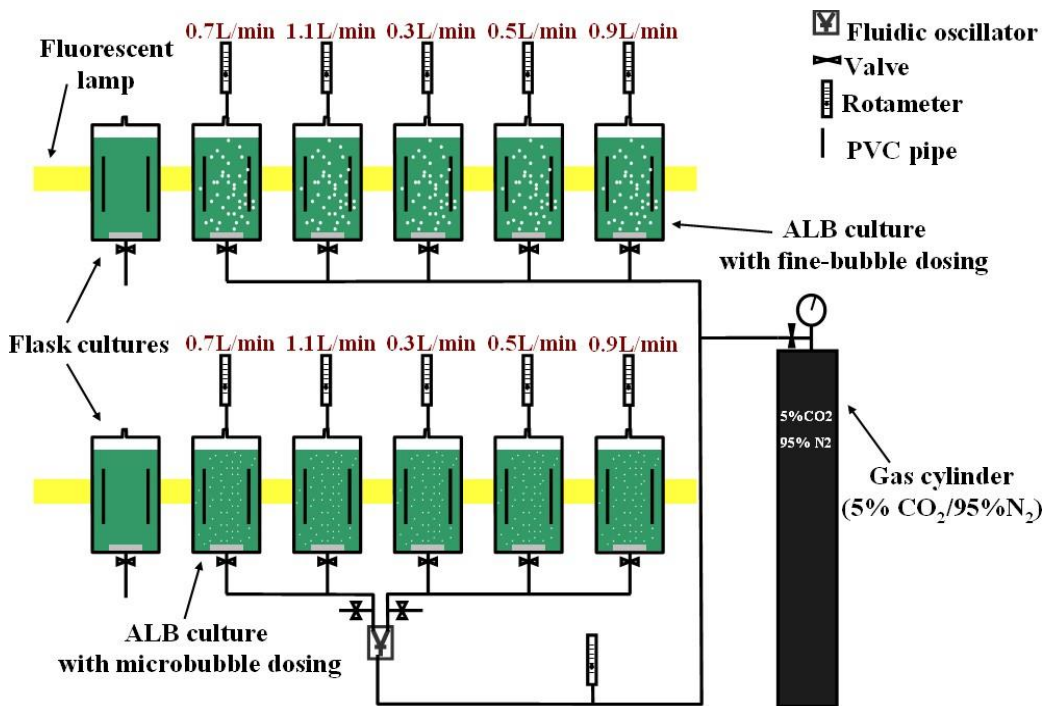 0.7L/min 1.1L/min 0.3L/min 0.5L/min 0.9L/min
Fluorescent
lamp
Fluidic oscillator
Valve
Rotameter
PVC pipe
ALB culture
with fine-bubble dosing
Flask cultures
0.7L/min 1.1L/min 0.3L/min 0.5L/min 0.9L/min
5%CO2
95% N2
Gas cylinder
(5% CO₂/95%N₂)
ALB culture
with microbubble dosing